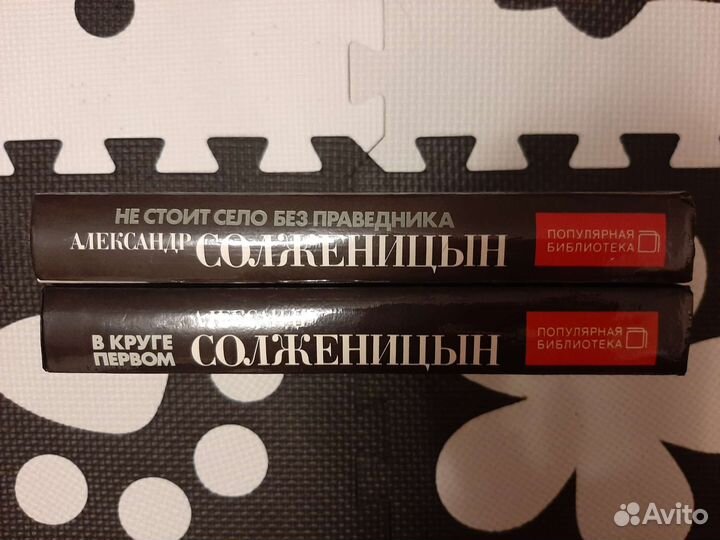 НЕ СТОИТ СЕЛО БЕЗ ПРАВЕДНИКА
АЛЕКСАНДР СОЛЖЕНИЦЫН
ПОПУЛЯРНАЯ
БИБЛИОТЕКА
В КРУГЕ
ПЕРВОМ
СОЛЖЕНИЦЫН
ПОПУЛЯРНАЯ
БИБЛИОТЕКА
Avito